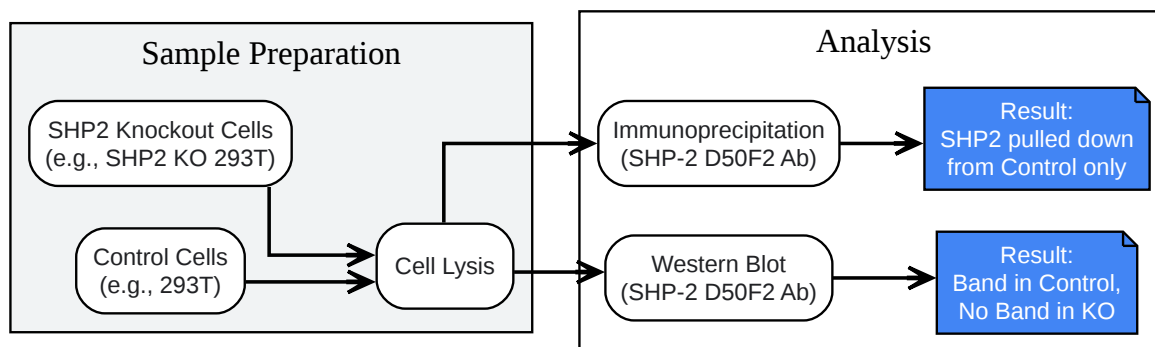 Sample Preparation
SHP2 Knockout Cells
(e.g., SHP2 KO 293T)
Control Cells
(e.g., 293T)
Cell Lysis
Analysis
Immunoprecipitation
(SHP-2 D50F2 Ab)
Result:
SHP2 pulled down
from Control only
Western Blot
(SHP-2 D50F2 Ab)
Result:
Band in Control,
No Band in KO